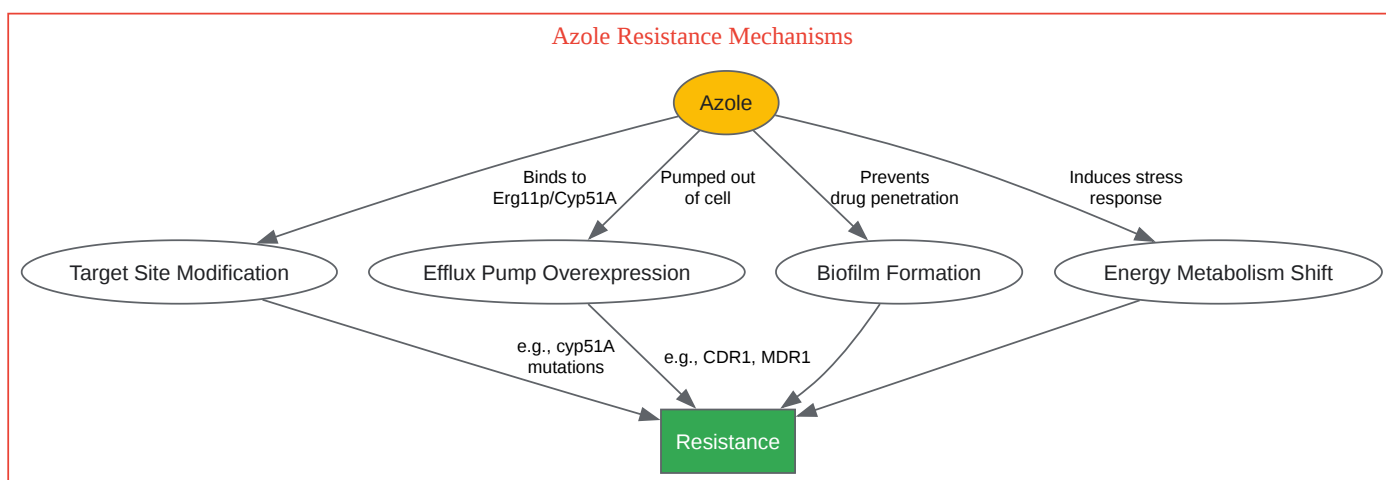 Azole Resistance Mechanisms
Azole
Binds to
Erg11p/Cyp51A
Pumped out
of cell
Prevents
drug penetration
Induces stress
response
Target Site Modification
Efflux Pump Overexpression
Biofilm Formation
Energy Metabolism Shift
e.g., cyp51A
mutations
e.g., CDR1, MDR1
Resistance